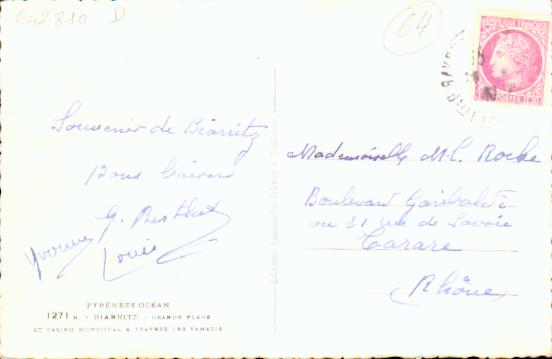 642810 D
64
Souvenir de Biarritz
Bons baisers
G. Berthet
Yvonne
Louis
PYRÉNÉES-OCÉAN
1271 H. - BIARRITZ - GRANDE PLAGE
ET CASINO MUNICIPAL A TRAVERS LES TAMARIS
POSTES
Mademoiselle M.L. Roche
Boulevard Garibaldi
ou 21 rue de Savoie
Tarare
(Rhône)